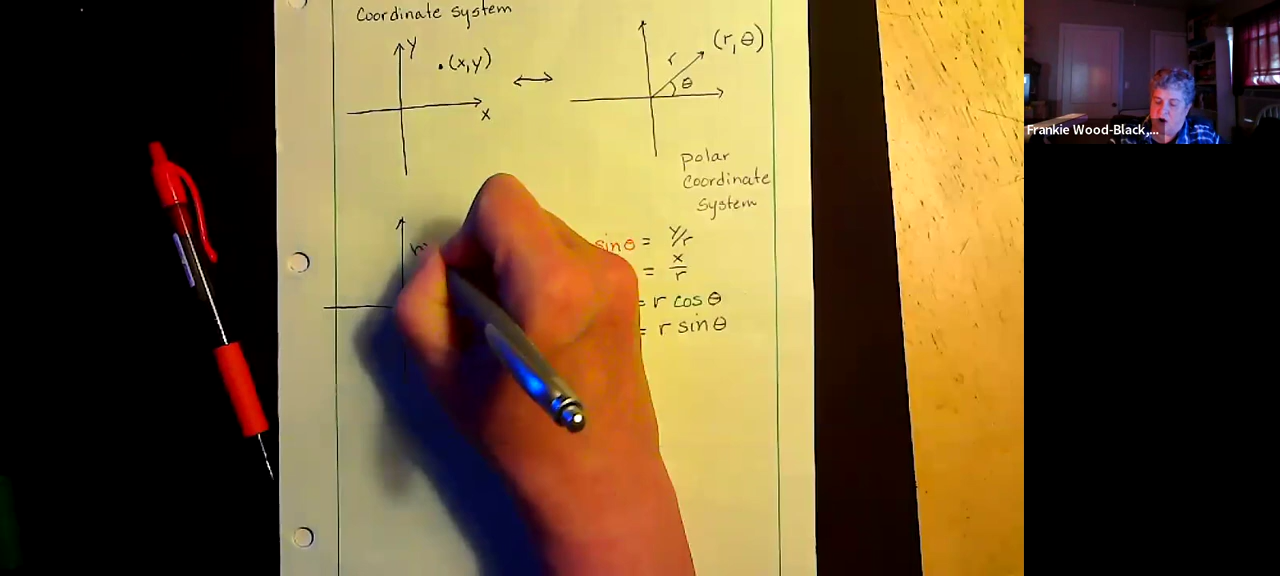 Coordinate system
y
(x,y)
x
r
(r,θ)
θ
polar
coordinate
system
sinθ = y/r
= x/r
= r cosθ
= r sinθ
Frankie Wood-Black,...